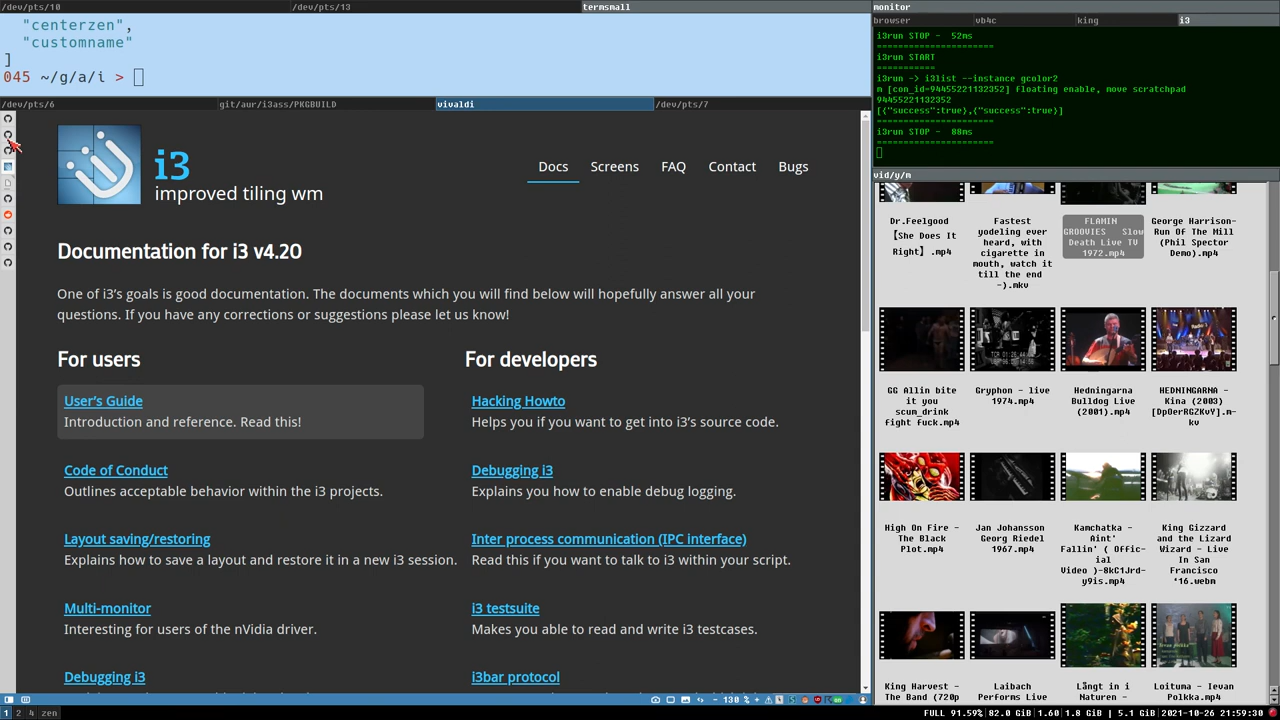 /dev/pts/10 /dev/pts/13 termsmall
"centerzen",
"customname"
]
045 ~/g/a/i >
/dev/pts/6 git/aur/i3ass/PKGBUILD vivaldi /dev/pts/7
i3
improved tiling wm
Docs Screens FAQ Contact Bugs
Documentation for i3 v4.20
One of i3’s goals is good documentation. The documents which you will find below will hopefully answer all your
questions. If you have any corrections or suggestions please let us know!
For users
User’s Guide
Introduction and reference. Read this!
Code of Conduct
Outlines acceptable behavior within the i3 projects.
Layout saving/restoring
Explains how to save a layout and restore it in a new i3 session.
Multi-monitor
Interesting for users of the nVidia driver.
Debugging i3
For developers
Hacking Howto
Helps you if you want to get into i3’s source code.
Debugging i3
Explains you how to enable debug logging.
Inter process communication (IPC interface)
Read this if you want to talk to i3 within your script.
i3 testsuite
Makes you able to read and write i3 testcases.
i3bar protocol
130 %
monitor
browser vb4c king i3
i3run STOP - 52ms
======================
i3run START
===========
i3run -> i3list --instance gcolor2
m [con_id=94455221132352] floating enable, move scratchpad
94455221132352
[{"success":true},{"success":true}]
======================
i3run STOP - 88ms
======================
vid/y/m
Dr.Feelgood
【She Does It
Right】.mp4
Fastest
yodeling ever
heard, with
cigarette in
mouth, watch it
till the end
-).mkv
FLAMIN
GROOVIES Slow
Death Live TV
1972.mp4
George Harrison-
Run Of The Mill
(Phil Spector
Demo).mp4
GG Allin bite
it you
scum_drink
fight fuck.mp4
Gryphon - live
1974.mp4
Hedningarna
Bulldog Live
(2001).mp4
HEDNINGARNA -
Kina (2003)
[DpOerRGZKvY].m-
kv
High On Fire -
The Black
Plot.mp4
Jan Johansson
Georg Riedel
1967.mp4
Kamchatka -
Aint'
Fallin' ( Offic-
ial
Video )-8kC1Jrd-
y9is.mp4
King Gizzard
and the Lizard
Wizard - Live
In San
Francisco
'16.webm
King Harvest -
The Band (720p
Laibach
Performs Live
Långt in i
Naturen -
Loituma - Ievan
Polkka.mp4
1 2 4 zen
FULL 91.59% 82.0 GiB 1.60 1.8 GiB | 5.1 GiB 2021-10-26 21:59:30